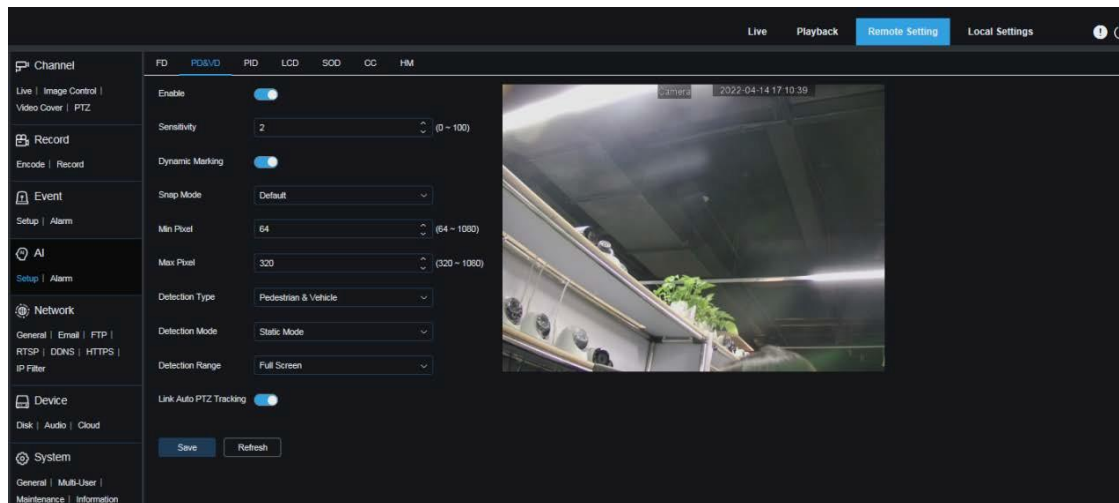 Live Playback Remote Setting Local Settings
Channel
Live | Image Control |
Video Cover | PTZ
Record
Encode | Record
Event
Setup | Alarm
AI
Setup | Alarm
Network
General | Email | FTP |
RTSP | DDNS | HTTPS |
IP Filter
Device
Disk | Audio | Cloud
System
General | Multi-User |
Maintenance | Information
FD PD&VD PID LCD SOD CC HM
Enable
Sensitivity 2 (0 ~ 100)
Dynamic Marking
Snap Mode Default
Min Pixel 64 (64 ~ 1080)
Max Pixel 320 (320 ~ 1080)
Detection Type Pedestrian & Vehicle
Detection Mode Static Mode
Detection Range Full Screen
Link Auto PTZ Tracking
Save Refresh
Camera 2022-04-14 17:10:39